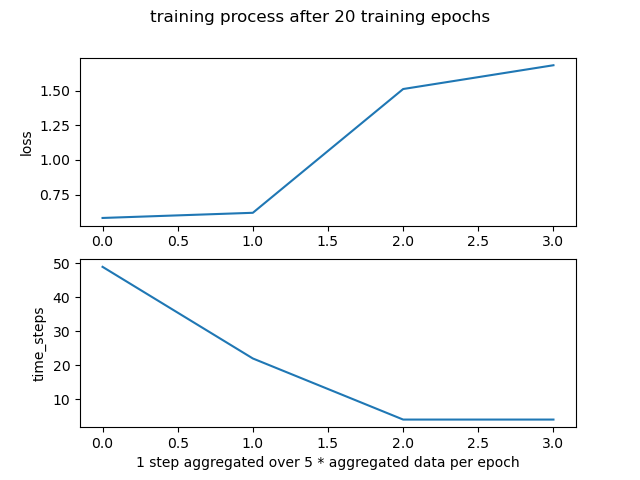 training process after 20 training epochs
1.50
1.25
1.00
0.75
loss
0.0 0.5 1.0 1.5 2.0 2.5 3.0
50
40
30
20
10
time_steps
0.0 0.5 1.0 1.5 2.0 2.5 3.0
1 step aggregated over 5 * aggregated data per epoch